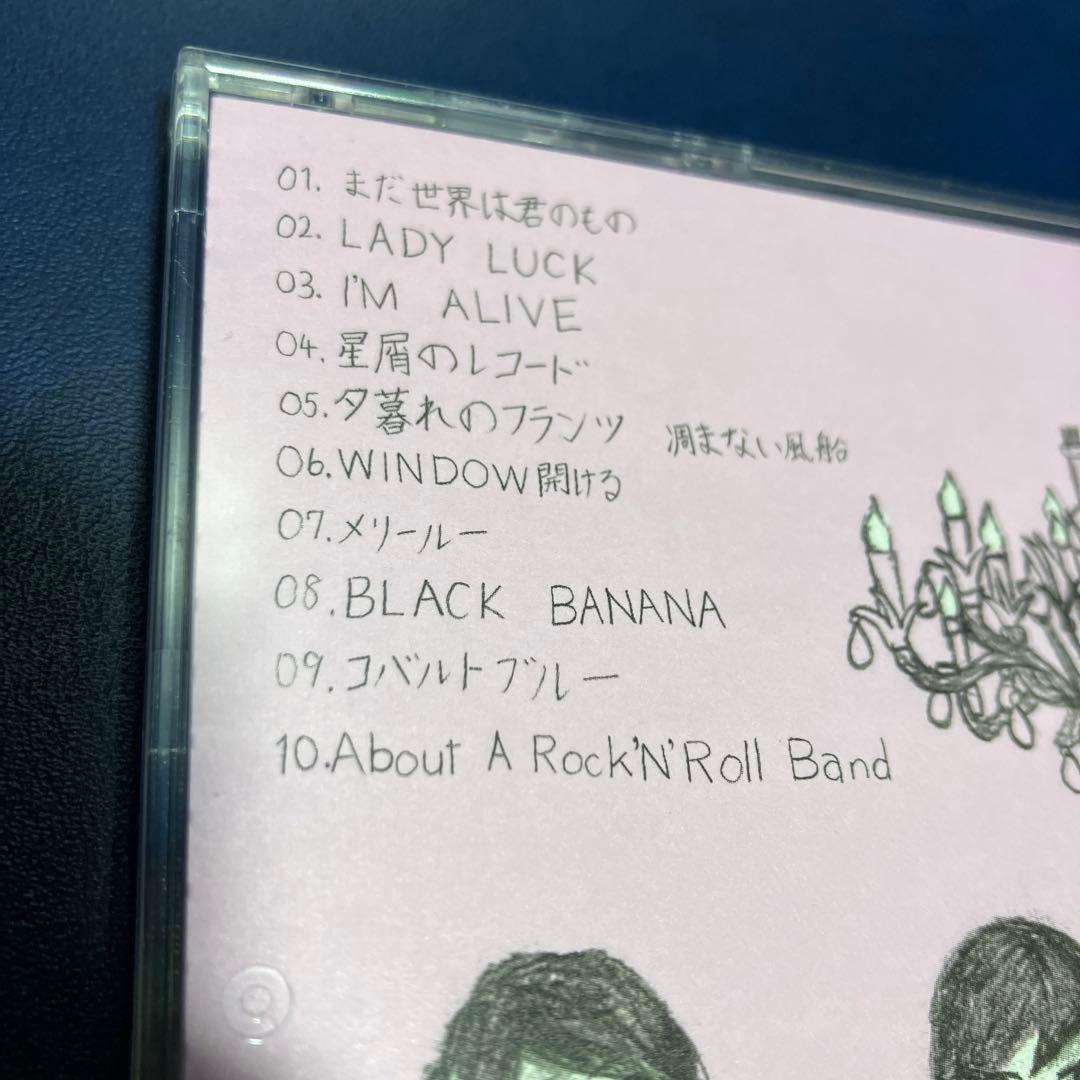 01. まだ世界は君のもの
02. LADY LUCK
03. I'M ALIVE
04. 星屑のレコード
05. 夕暮れのフランツ 凋まない風船
06. WINDOW開ける
07. メリールー
08. BLACK BANANA
09. コバルトブルー
10. About A Rock'N'Roll Band